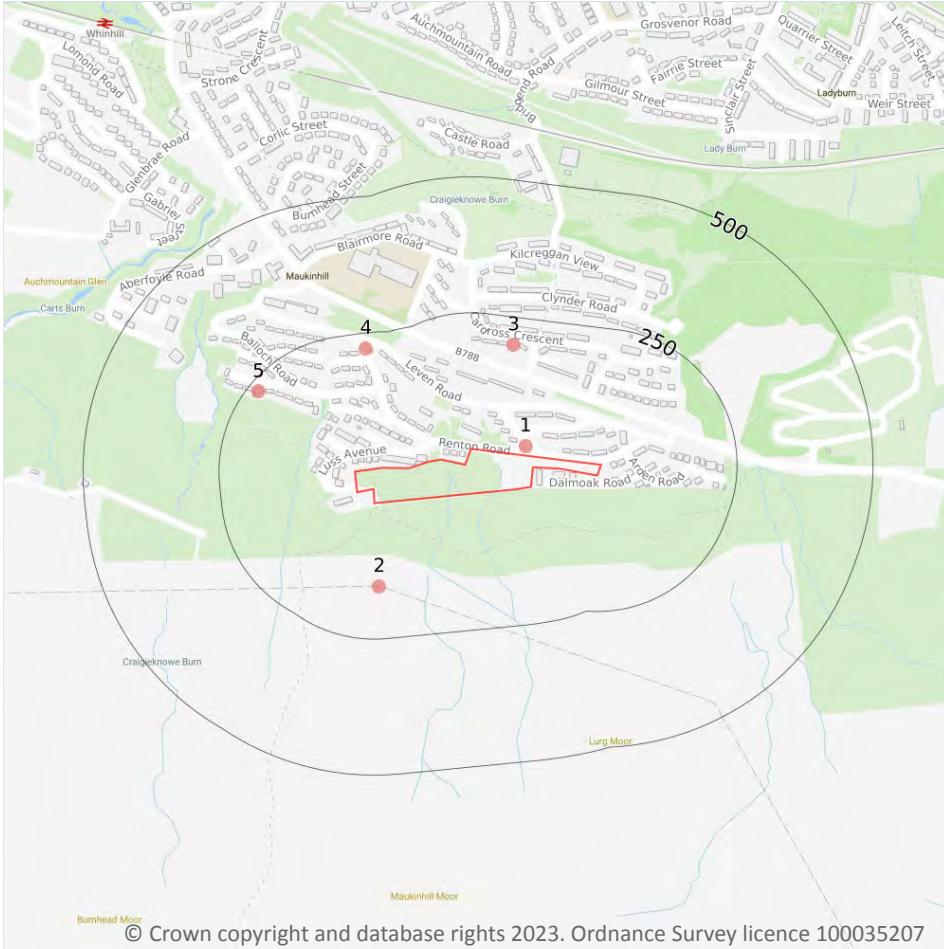 Whinhill
Lomond Road
Strone Crescent
Auchmountain Road
Grosvenor Road
Quarrier Street
Leitch Street
Bond Road
Brid
Fairrie Street
Gilmour Street
Sinclair Street
Ladyburn
Weir Street
Corlic Street
Castle Road
Lady Burn
Glenbrae Road
Gabriel Street
Burnhead Street
Craigieknowe Burn
500
Blairmore Road
Kilcreggan View
Auchmountain Glen
Aberfoyle Road
Maukinhill
Carts Burn
Clynder Road
4
3
Cardross Crescent
250
Balloch Road
B788
5
Leven Road
1
Renton Road
Luss Avenue
Arden Road
Dalmoak Road
2
Craigieknowe Burn
Lurg Moor
Maukinhill Moor
Burnhead Moor
© Crown copyright and database rights 2023. Ordnance Survey licence 100035207